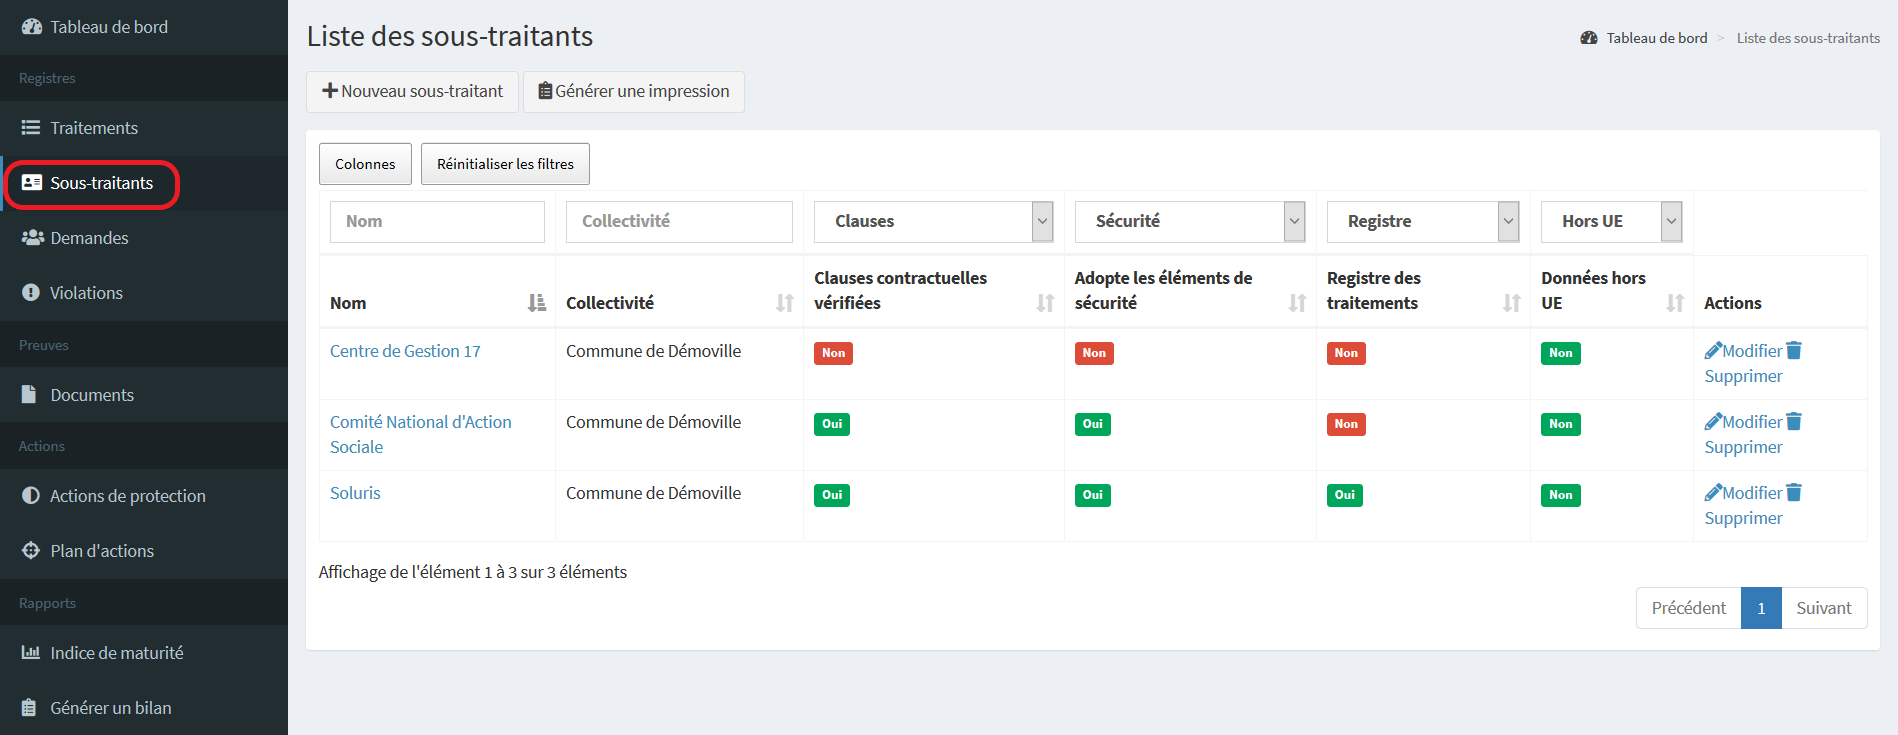 Tableau de bord
Registres
Traitements
Sous-traitants
Demandes
Violations
Preuves
Documents
Actions
Actions de protection
Plan d'actions
Rapports
Indice de maturité
Générer un bilan
Liste des sous-traitants
Tableau de bord > Liste des sous-traitants
Nouveau sous-traitant Générer une impression
Colonnes Réinitialiser les filtres
Nom Collectivité Clauses Sécurité Registre Hors UE
Nom Collectivité Clauses contractuelles vérifiées Adopte les éléments de sécurité Registre des traitements Données hors UE Actions
Centre de Gestion 17 Commune de Démoville Non Non Non Non Modifier
Supprimer
Comité National d'Action Commune de Démoville Oui Oui Non Non Modifier
Sociale Supprimer
Soluris Commune de Démoville Oui Oui Oui Non Modifier
Supprimer
Affichage de l'élément 1 à 3 sur 3 éléments
Précédent 1 Suivant